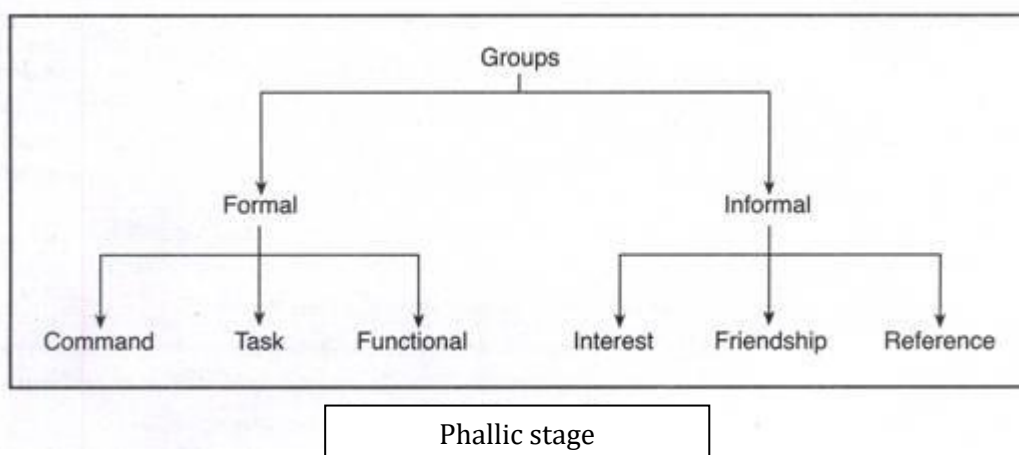 Groups
Formal Informal
Command Task Functional Interest Friendship Reference
Phallic stage